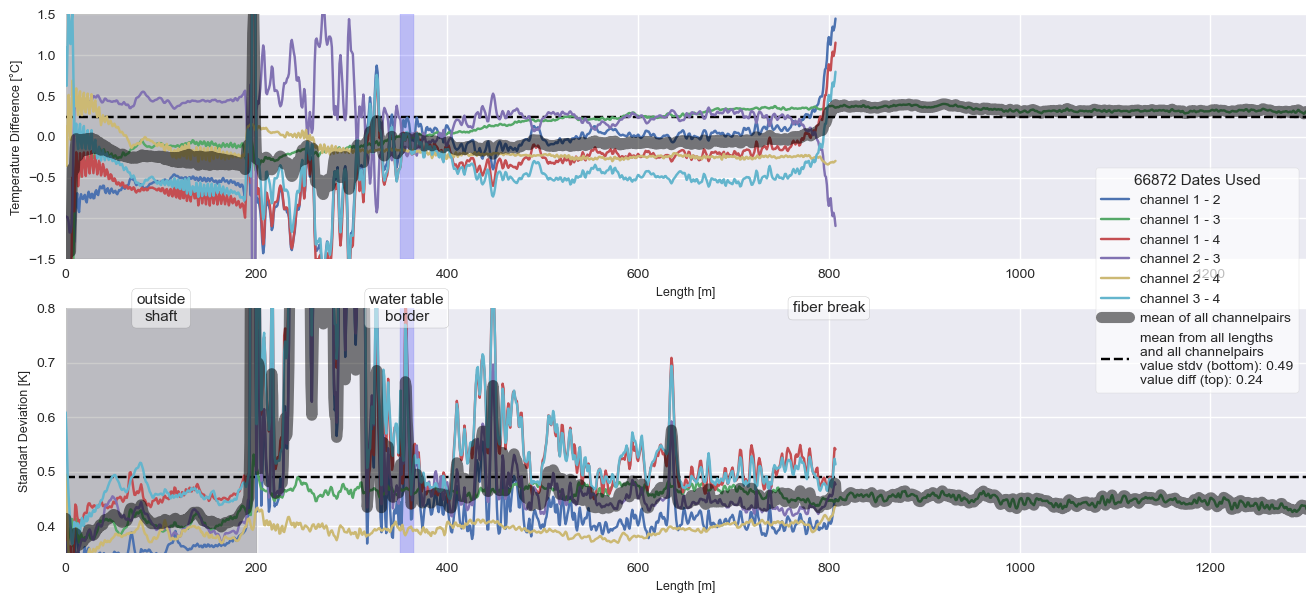 1.5
1.0
0.5
0.0
−0.5
−1.0
−1.5
Temperature Difference [°C]
0
200
400
600
800
1000
1200
Length [m]
66872 Dates Used
channel 1 - 2
channel 1 - 3
channel 1 - 4
channel 2 - 3
channel 2 - 4
channel 3 - 4
mean of all channelpairs
mean from all lengths
and all channelpairs
value stdv (bottom): 0.49
value diff (top): 0.24
outside
shaft
water table
border
fiber break
0.8
0.7
0.6
0.5
0.4
Standart Deviation [K]
0
200
400
600
800
1000
1200
Length [m]